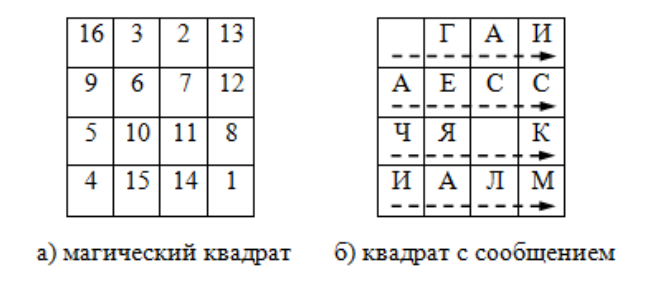 16 3 2 13
9 6 7 12
5 10 11 8
4 15 14 1
а) магический квадрат
Г А И
А Е С С
Ч Я К
И А Л М
б) квадрат с сообщением